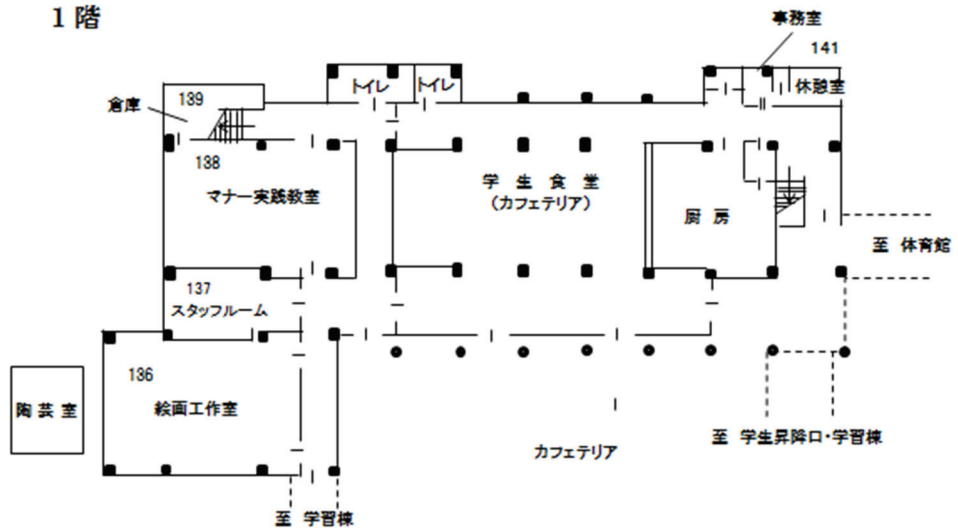 1階
事務室
141
トイレ
トイレ
休憩室
139
倉庫
138
マナー実践教室
学生食堂
(カフェテリア)
厨房
至 体育館
137
スタッフルーム
136
陶芸室
絵画工作室
至 学生昇降口・学習棟
カフェテリア
至 学習棟